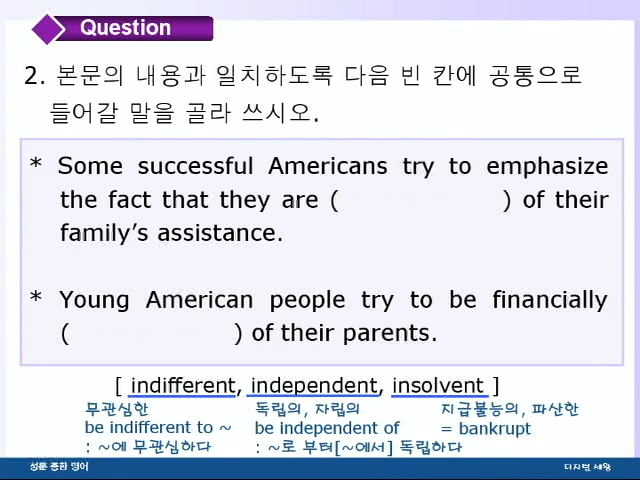 Question
2. 본문의 내용과 일치하도록 다음 빈 칸에 공통으로
들어갈 말을 골라 쓰시오.
* Some successful Americans try to emphasize
the fact that they are ( ) of their
family's assistance.
* Young American people try to be financially
( ) of their parents.
[ indifferent, independent, insolvent ]
무관심한 독립의, 자립의 지급불능의, 파산한
be indifferent to ~ be independent of = bankrupt
: ~에 무관심하다 : ~로 부터[~에서] 독립하다
성문 종합 영어 디지털 세왕